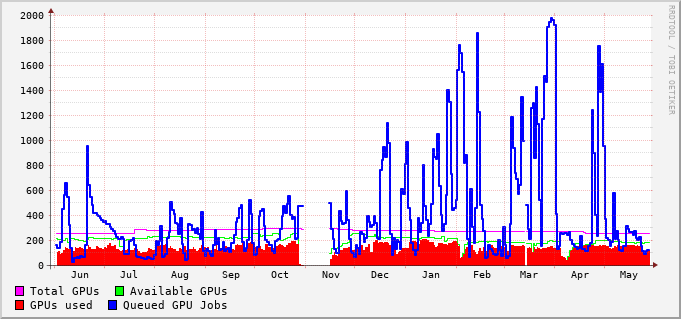 2000
1800
1600
1400
1200
1000
800
600
400
200
0
Jun Jul Aug Sep Oct Nov Dec Jan Feb Mar Apr May
Total GPUs Available GPUs
GPUs used Queued GPU Jobs
RRDTOOL / TOBI OETIKER